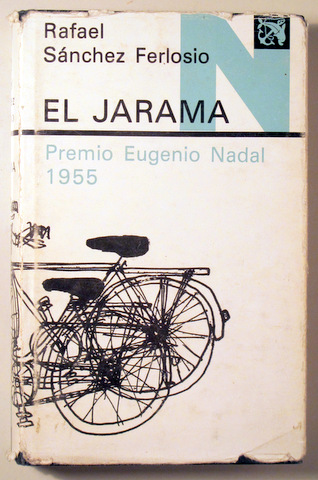 Rafael
Sánchez Ferlosio
N
EL JARAMA
Premio Eugenio Nadal
1955